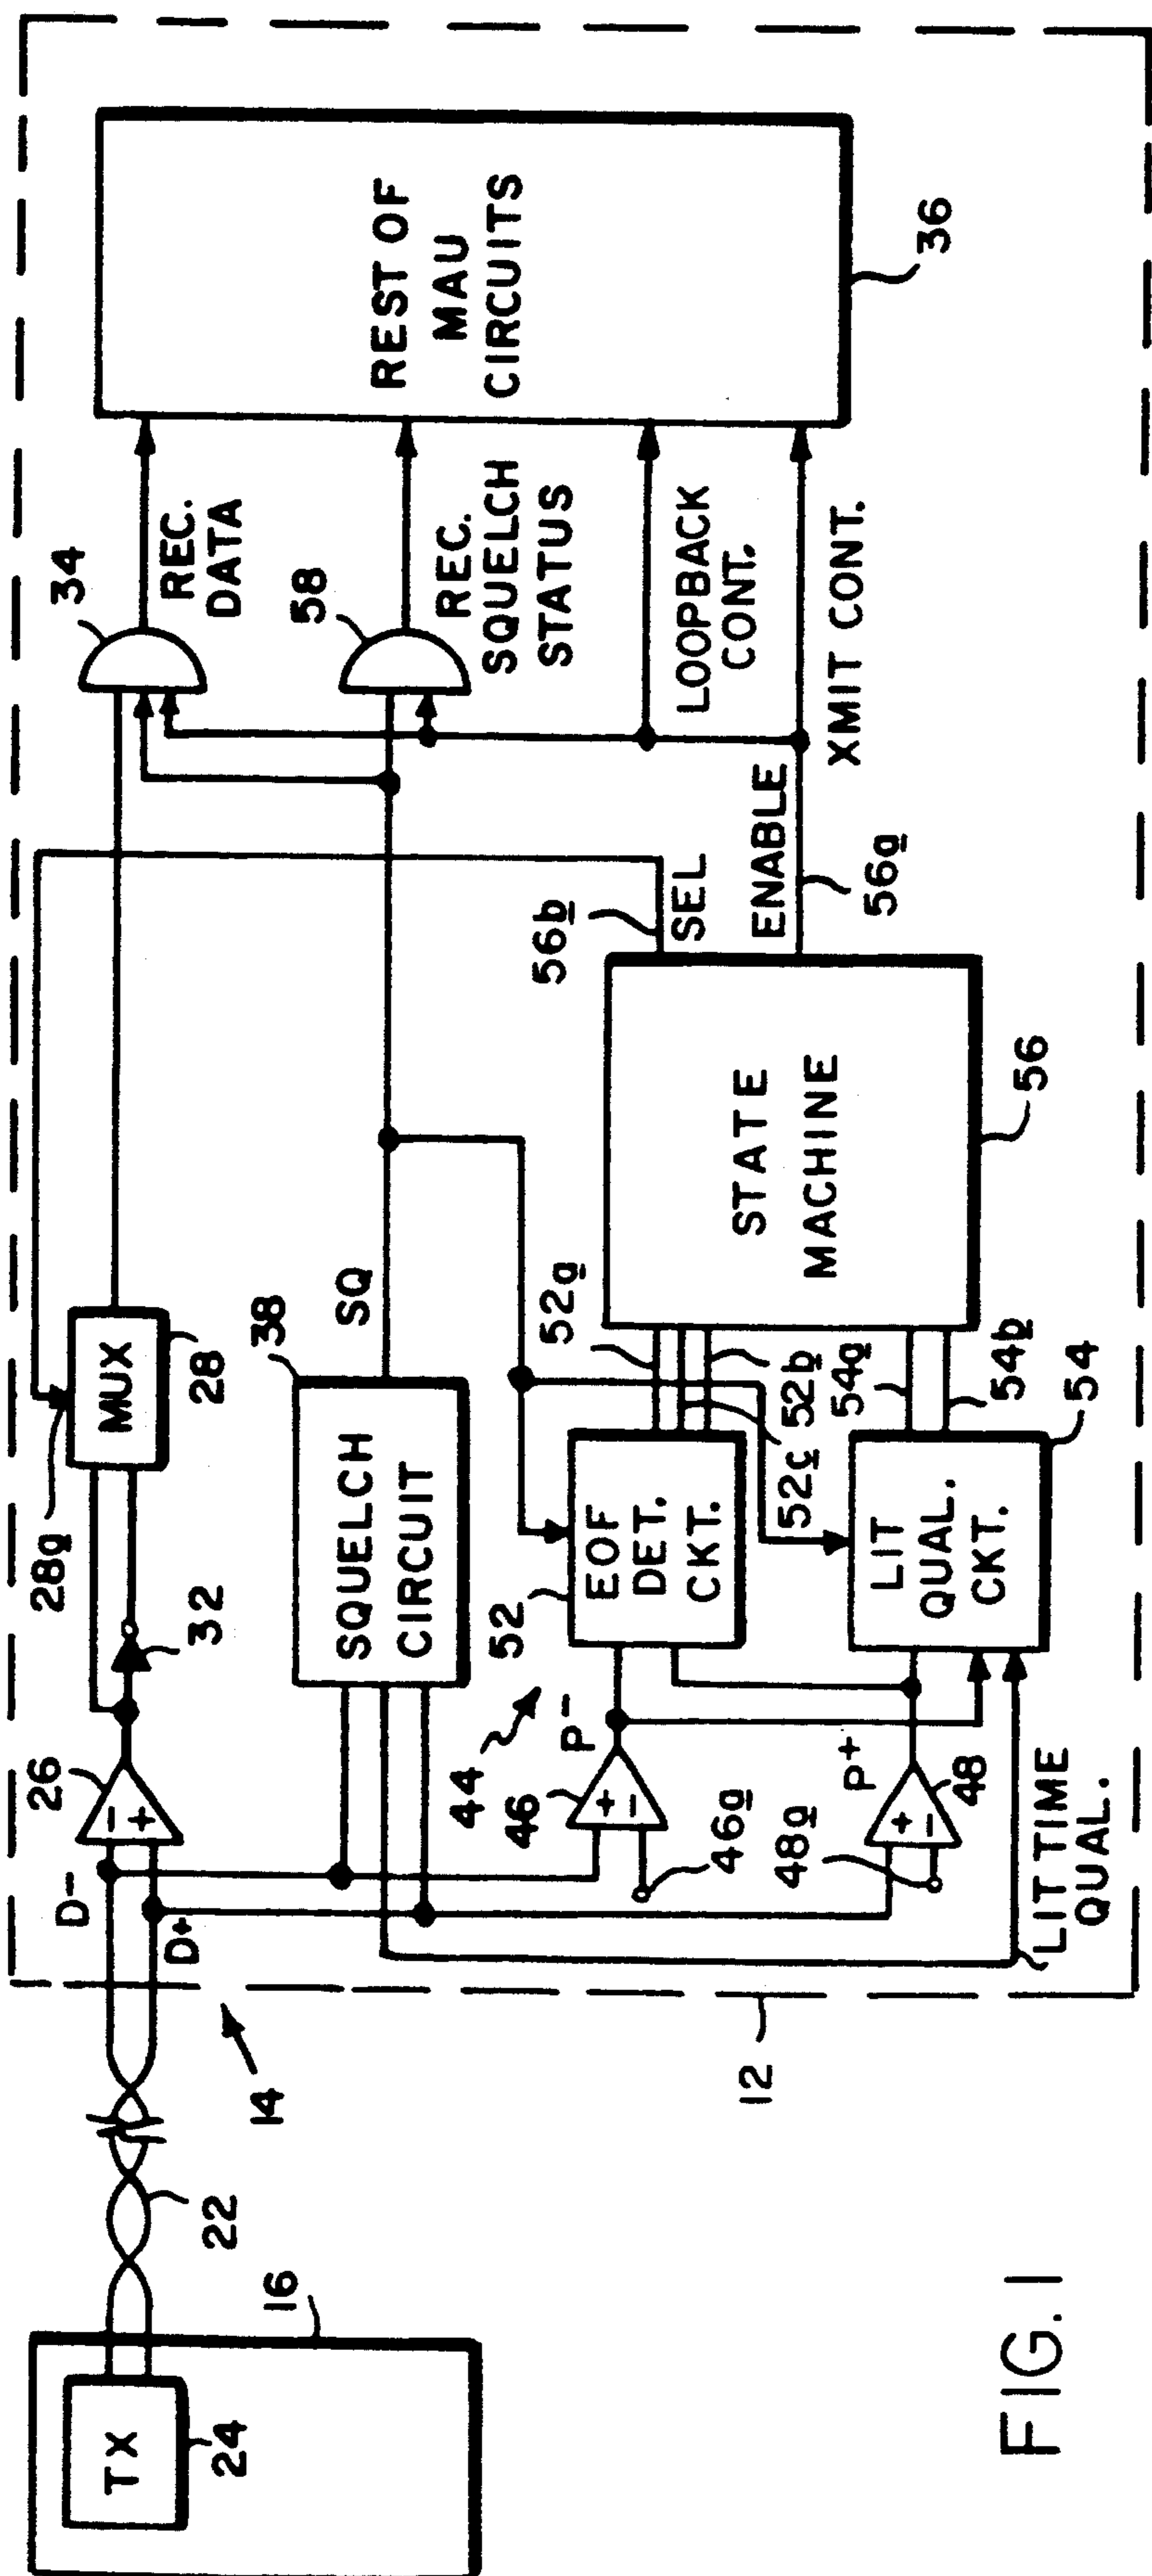 TX
24
16
22
14
12
D-
D+
26
32
28a
MUX
28
SQUELCH
CIRCUIT
38
SQ
44
P-
46
+
-
46a
P+
48
+
-
48a
LIT TIME
QUAL.
52
EOF
DET.
CKT.
52a
52b
52c
LIT
QUAL.
CKT.
54
54a
54b
STATE
MACHINE
56
56b
SEL
ENABLE
56a
34
REC.
DATA
58
REC.
SQUELCH
STATUS
LOOPBACK
CONT.
XMIT CONT.
REST OF
MAU
CIRCUITS
36
-
+
FIG. 1